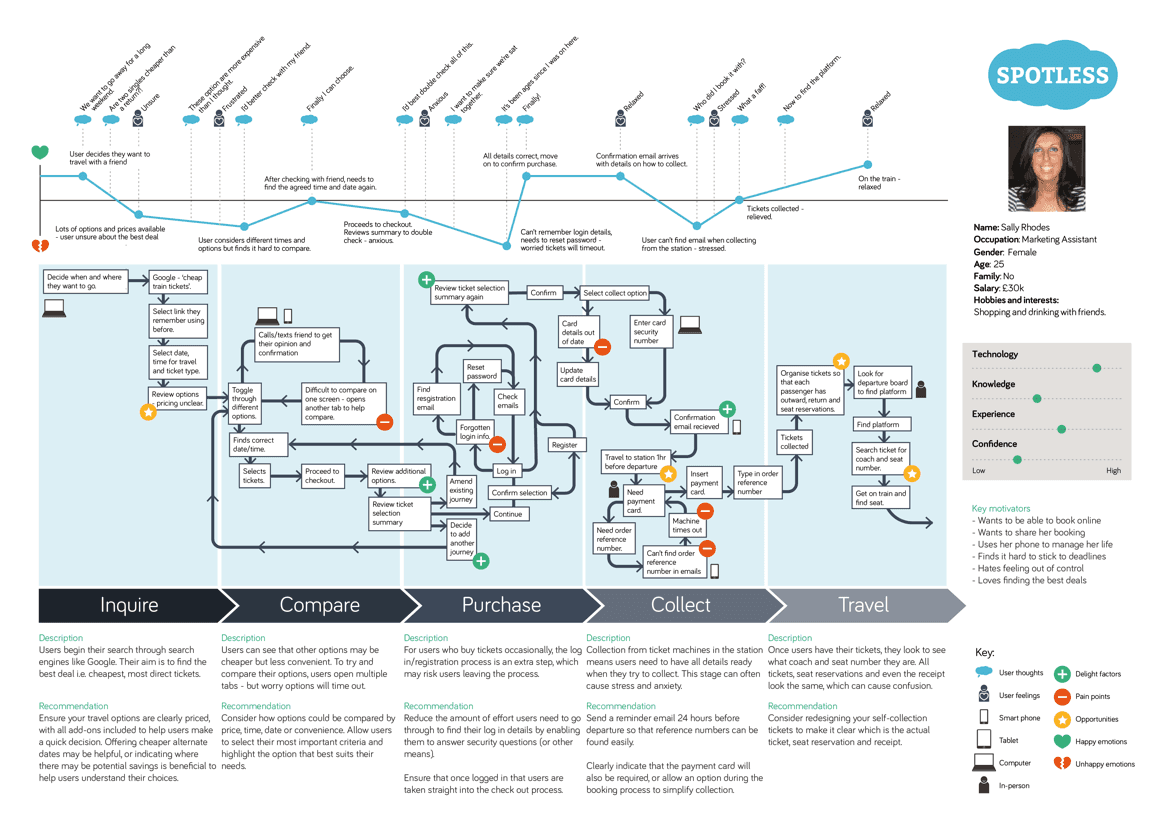 We want to go away for a long
weekend.
Are two singles cheaper than
a return?!
Unsure
These option are more expensive
than I thought.
Frustrated
I'd better check with my friend.
Finally I can choose.
I'd best double check all of this.
Anxious
I want to make sure we're sat
together.
It's been ages since I was on here.
Finally!
Relaxed
Who did I book it with?
Stressed
What a faff!
Now to find the platform.
Relaxed
User decides they want to
travel with a friend
Lots of options and prices available
- user unsure about the best deal
User considers different times and
options but finds it hard to compare.
After checking with friend, needs to
find the agreed time and date again.
Proceeds to checkout.
Reviews summary to double
check - anxious.
All details correct, move
on to confirm purchase.
Can't remember login details,
needs to reset password -
worried tickets will timeout.
Confirmation email arrives
with details on how to collect.
User can't find email when collecting
from the station - stressed.
Tickets collected -
relieved.
On the train -
relaxed
Decide when and where
they want to go.
Google - 'cheap
train tickets'.
Select link they
remember using
before.
Select date,
time for travel
and ticket type.
Review options
pricing unclear.
Calls/texts friend to get
their opinion and
confirmation
Toggle
through
different
options.
Difficult to compare on
one screen - opens
another tab to help
compare.
Finds correct
date/time.
Selects
tickets.
Proceed to
checkout.
Review additional
options.
Review ticket
selection
summary
Review ticket selection
summary again
Confirm
Select collect option
Reset
password
Find
resgistration
email
Check
emails
Forgotten
login info.
Log in
Register
Amend
existing
journey
Confirm selection
Continue
Decide
to add
another
journey
Card
details out
of date
Enter card
security
number
Update
card details
Confirm
Confirmation
email recieved
Travel to station 1hr
before departure
Need
payment
card.
Insert
payment
card.
Type in order
reference
number
Need order
reference
number.
Machine
times out
Can't find order
reference
number in emails
Tickets
collected
Organise tickets so
that each
passenger has
outward, return and
seat reservations.
Look for
departure board
to find platform
Find platform
Search ticket for
coach and seat
number.
Get on train and
find seat.
Inquire
Compare
Purchase
Collect
Travel
Description
Users begin their search through search
engines like Google. Their aim is to find the
best deal i.e. cheapest, most direct tickets.
Recommendation
Ensure your travel options are clearly priced,
with all add-ons included to help users make
a quick decision. Offering cheaper alternate
dates may be helpful, or indicating where
there may be potential savings is beneficial to
help users understand their choices.
Description
Users can see that other options may be
cheaper but less convenient. To try and
compare their options, users open multiple
tabs - but worry options will time out.
Recommendation
Consider how options could be compared by
price, time, date or convenience. Allow users
to select their most important criteria and
highlight the option that best suits their
needs.
Description
For users who buy tickets occasionally, the log
in/registration process is an extra step, which
may risk users leaving the process.
Recommendation
Reduce the amount of effort users need to go
through to find their log in details by enabling
them to answer security questions (or other
means).
Ensure that once logged in that users are
taken straight into the check out process.
Description
Collection from ticket machines in the station
means users need to have all details ready
when they try to collect. This stage can often
cause stress and anxiety.
Recommendation
Send a reminder email 24 hours before
departure so that reference numbers can be
found easily.
Clearly indicate that the payment card will
also be required, or allow an option during the
booking process to simplify collection.
Description
Once users have their tickets, they look to see
what coach and seat number they are. All
tickets, seat reservations and even the receipt
look the same, which can cause confusion.
Recommendation
Consider redesigning your self-collection
tickets to make it clear which is the actual
ticket, seat reservation and receipt.
SPOTLESS
Name: Sally Rhodes
Occupation: Marketing Assistant
Gender: Female
Age: 25
Family: No
Salary: £30k
Hobbies and interests:
Shopping and drinking with friends.
Technology
Knowledge
Experience
Confidence
Low High
Key motivators
- Wants to be able to book online
- Wants to share her booking
- Uses her phone to manage her life
- Finds it hard to stick to deadlines
- Hates feeling out of control
- Loves finding the best deals
Key:
User thoughts
User feelings
Smart phone
Tablet
Computer
In-person
Delight factors
Pain points
Opportunities
Happy emotions
Unhappy emotions